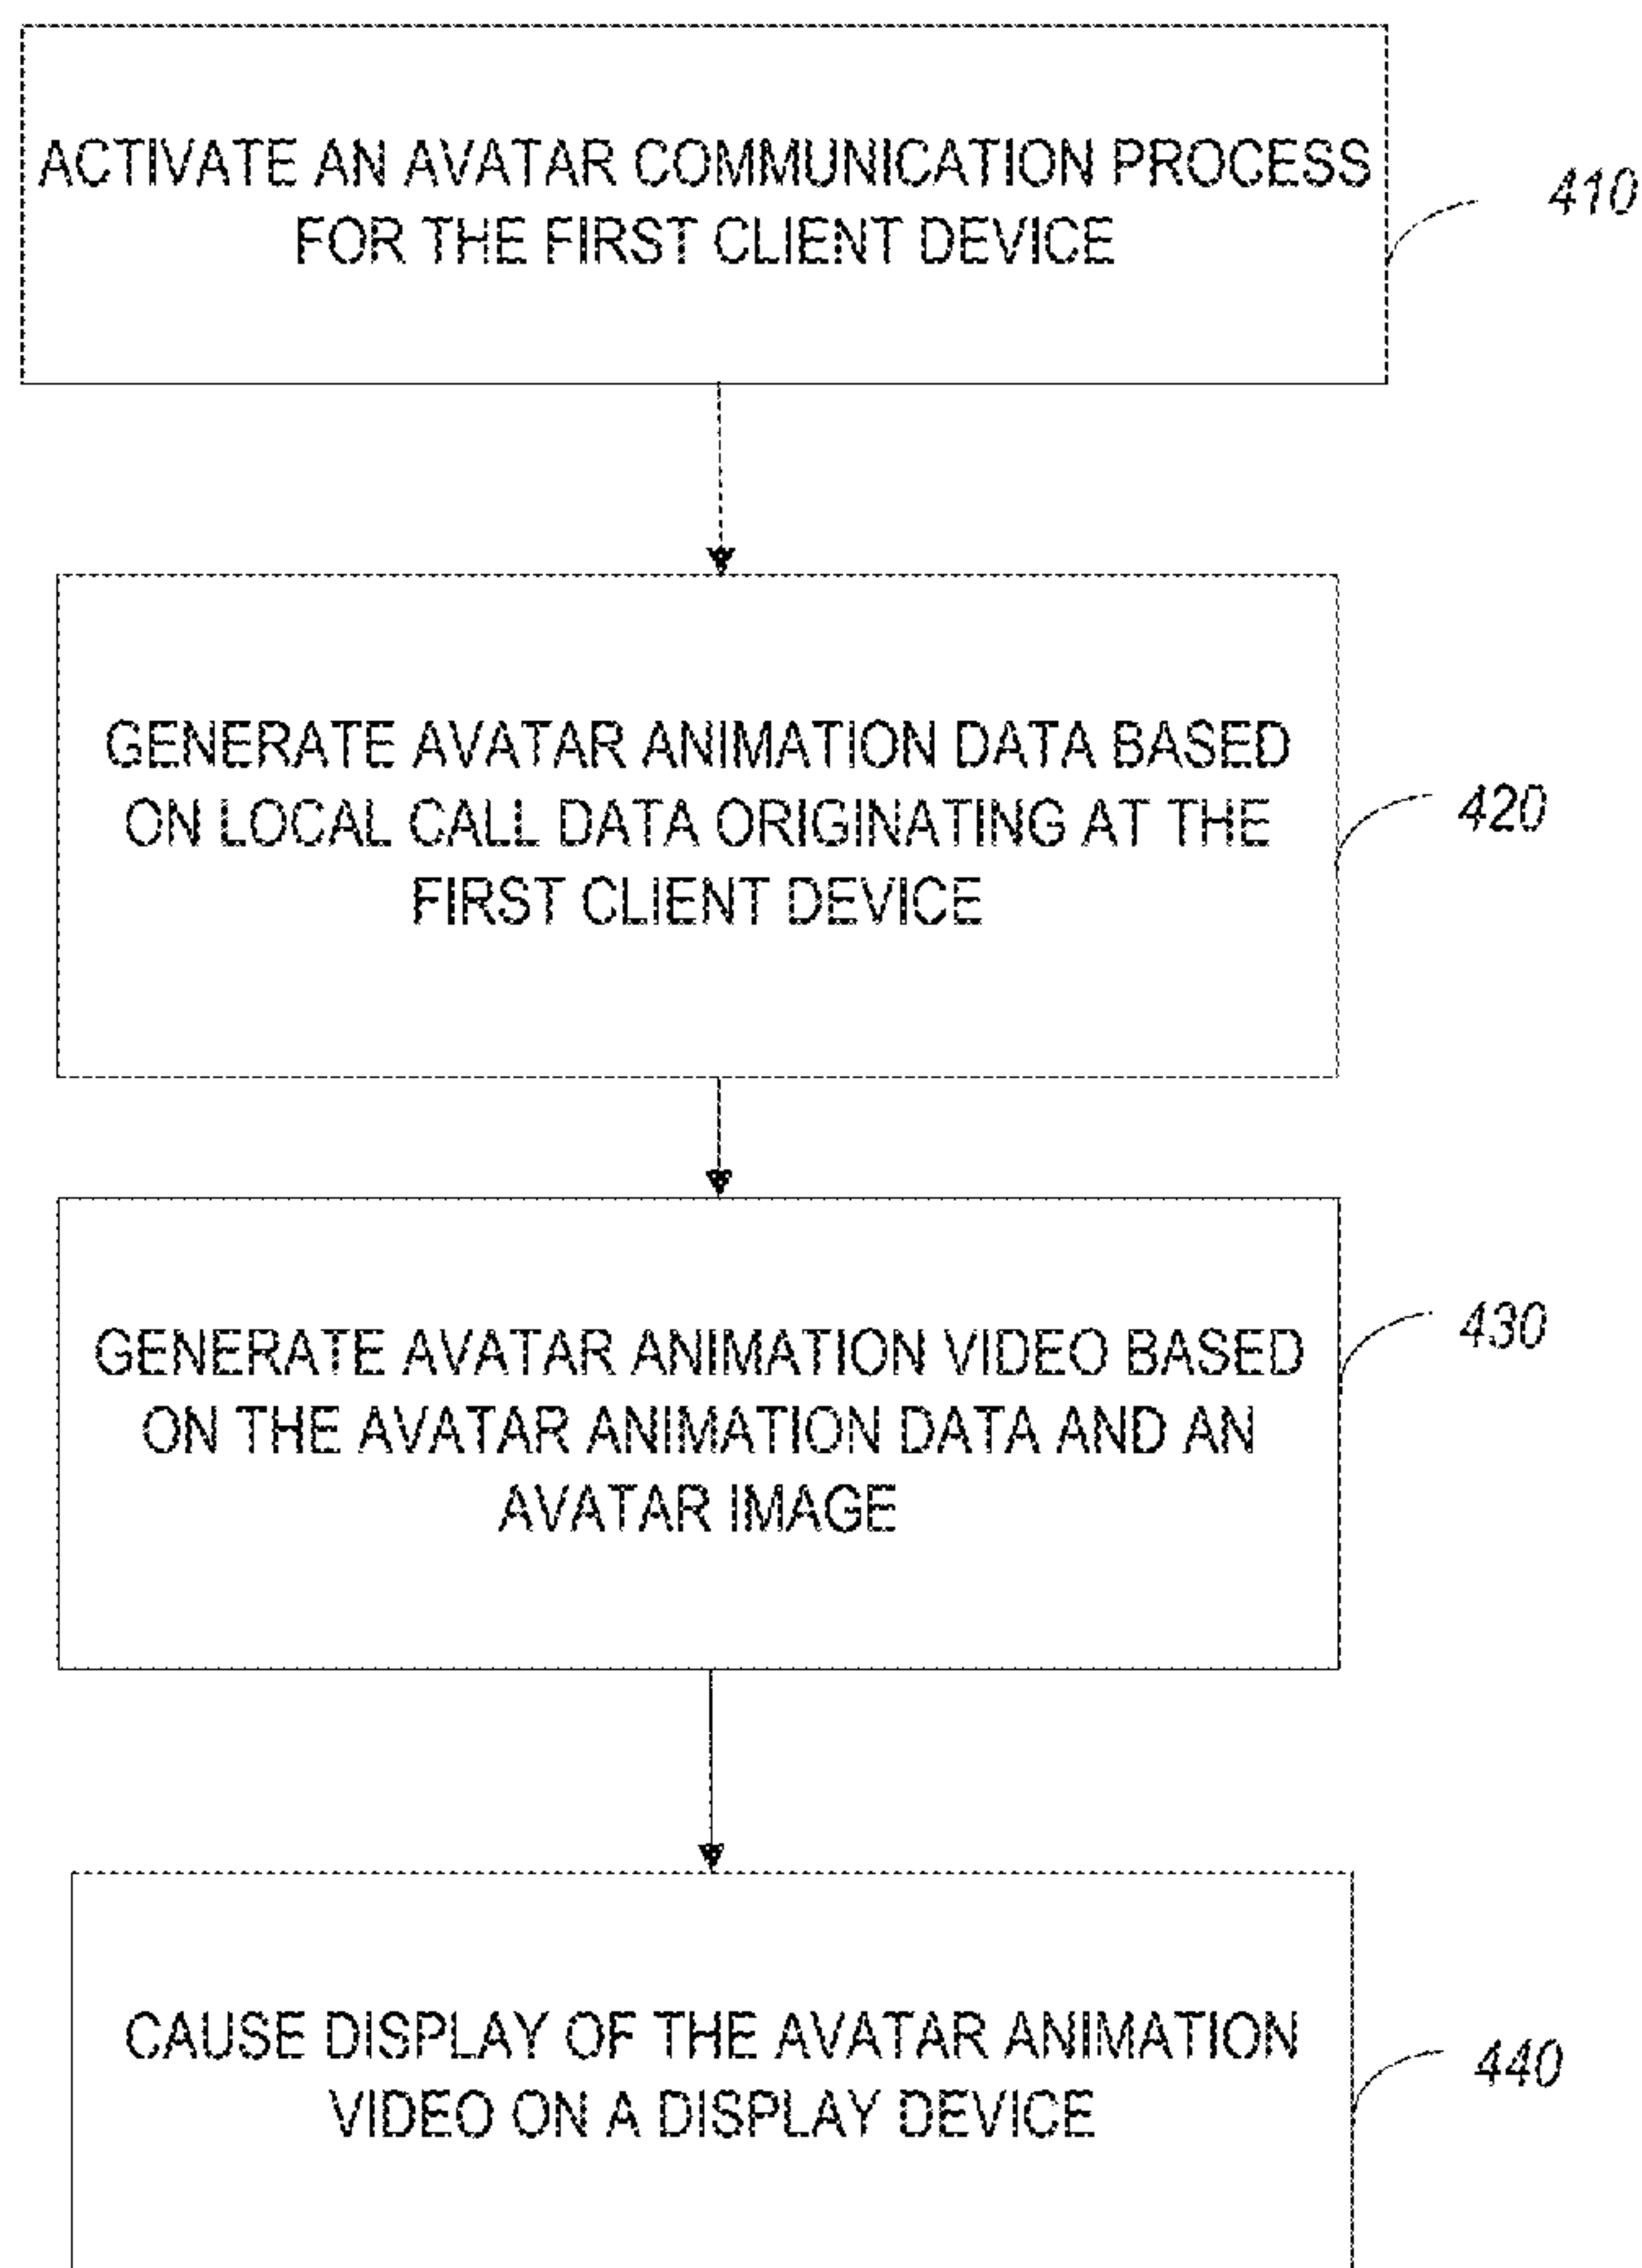 ACTIVATE AN AVATAR COMMUNICATION PROCESS
FOR THE FIRST CLIENT DEVICE
410
GENERATE AVATAR ANIMATION DATA BASED
ON LOCAL CALL DATA ORIGINATING AT THE
FIRST CLIENT DEVICE
420
GENERATE AVATAR ANIMATION VIDEO BASED
ON THE AVATAR ANIMATION DATA AND AN
AVATAR IMAGE
430
CAUSE DISPLAY OF THE AVATAR ANIMATION
VIDEO ON A DISPLAY DEVICE
440